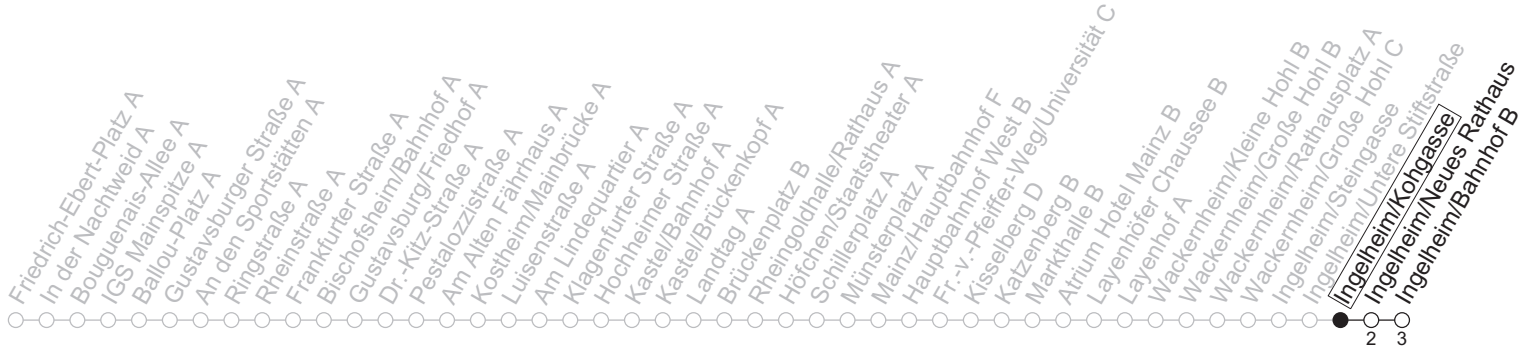 Friedrich-Ebert-Platz A
In der Nachtweid A
Bouguenais-Allee A
IGS Mainspitze A
Ballou-Platz A
Gustavsburger Straße A
An den Sportstätten A
Ringstraße A
Rheinstraße A
Frankfurter Straße A
Bischofsheim/Bahnhof A
Gustavsburg/Friedhof A
Dr.-Kitz-Straße A
Pestalozzistraße A
Am Alten Fährhaus A
Kostheim/Mainbrücke A
Luisenstraße A
Am Lindequartier A
Klagenfurter Straße A
Hochheimer Straße A
Kastel/Bahnhof A
Kastel/Brückenkopf A
Landtag A
Brückenplatz B
Rheingoldhalle/Rathaus A
Höfchen/Staatstheater A
Schillerplatz A
Münsterplatz A
Mainz/Hauptbahnhof F
Hauptbahnhof West B
Fr.-v.-Pfeiffer-Weg/Universität C
Kisselberg D
Katzenberg B
Markthalle B
Atrium Hotel Mainz B
Layenhöfer Chaussee B
Layenhof A
Wackernheim/Kleine Hohl B
Wackernheim/Große Hohl B
Wackernheim/Rathausplatz A
Wackernheim/Große Hohl C
Ingelheim/Steingasse
Ingelheim/Untere Stiftstraße
Ingelheim/Kohgasse
Ingelheim/Neues Rathaus
Ingelheim/Bahnhof B
2 3